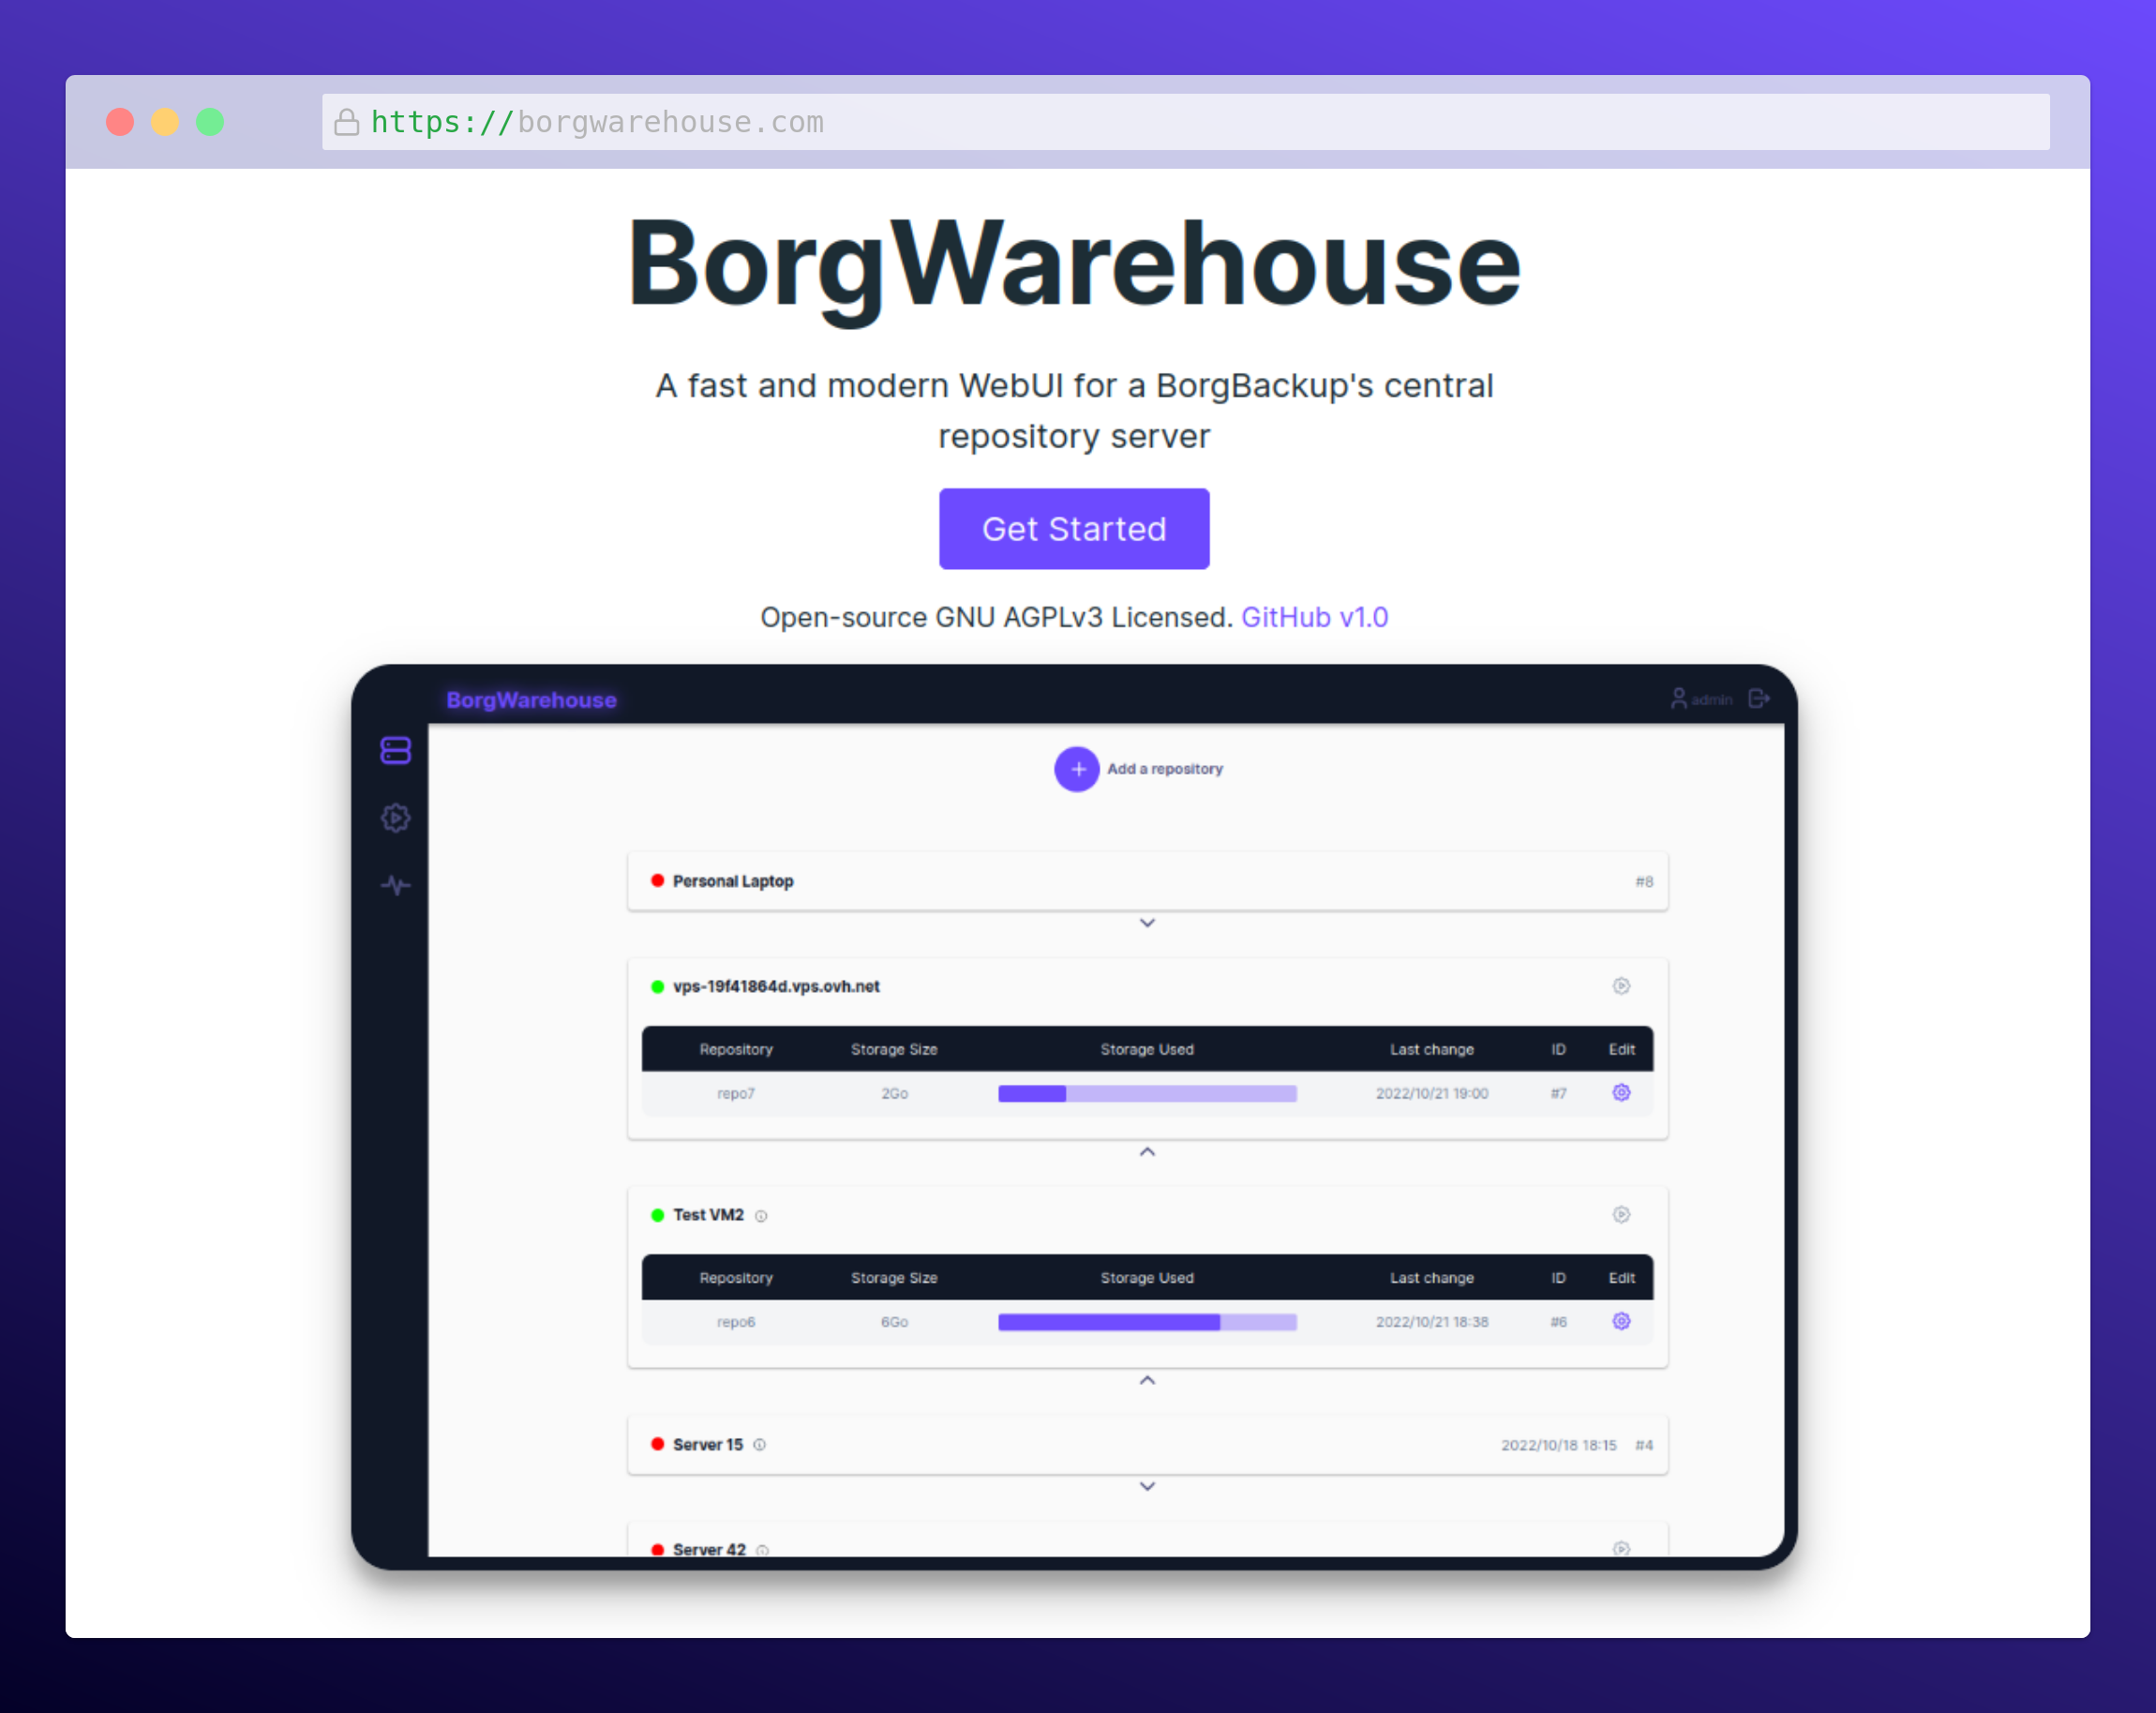 https://borgwarehouse.com
BorgWarehouse
A fast and modern WebUI for a BorgBackup's central
repository server
Get Started
Open-source GNU AGPLv3 Licensed. GitHub v1.0
BorgWarehouse
admin
Add a repository
Personal Laptop #8
vps-19f41864d.vps.ovh.net
Repository Storage Size Storage Used Last change ID Edit
repo7 2Go 2022/10/21 19:00 #7
Test VM2
Repository Storage Size Storage Used Last change ID Edit
repo6 6Go 2022/10/21 18:38 #6
Server 15 2022/10/18 18:15 #4
Server 42